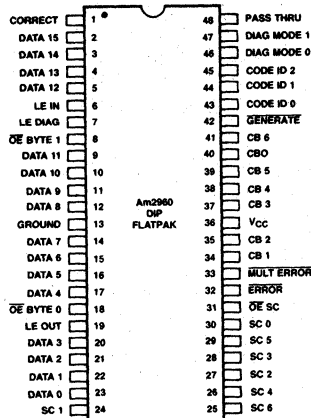 CORRECT 1 48 PASS THRU
DATA 15 2 47 DIAG MODE 1
DATA 14 3 46 DIAG MODE 0
DATA 13 4 45 CODE ID 2
DATA 12 5 44 CODE ID 1
LE IN 6 43 CODE ID 0
LE DIAG 7 42 GENERATE
OE BYTE 1 8 41 CB 6
DATA 11 9 40 CBO
DATA 10 10 39 CB 5
DATA 9 11 38 CB 4
DATA 8 12 Am2960 37 CB 3
GROUND 13 DIP 36 VCC
DATA 7 14 FLATPAK 35 CB 2
DATA 6 15 34 CB 1
DATA 5 16 33 MULT ERROR
DATA 4 17 32 ERROR
OE BYTE 0 18 31 OE SC
LE OUT 19 30 SC 0
DATA 3 20 29 SC 5
DATA 2 21 28 SC 3
DATA 1 22 27 SC 2
DATA 0 23 26 SC 4
SC 1 24 25 SC 6